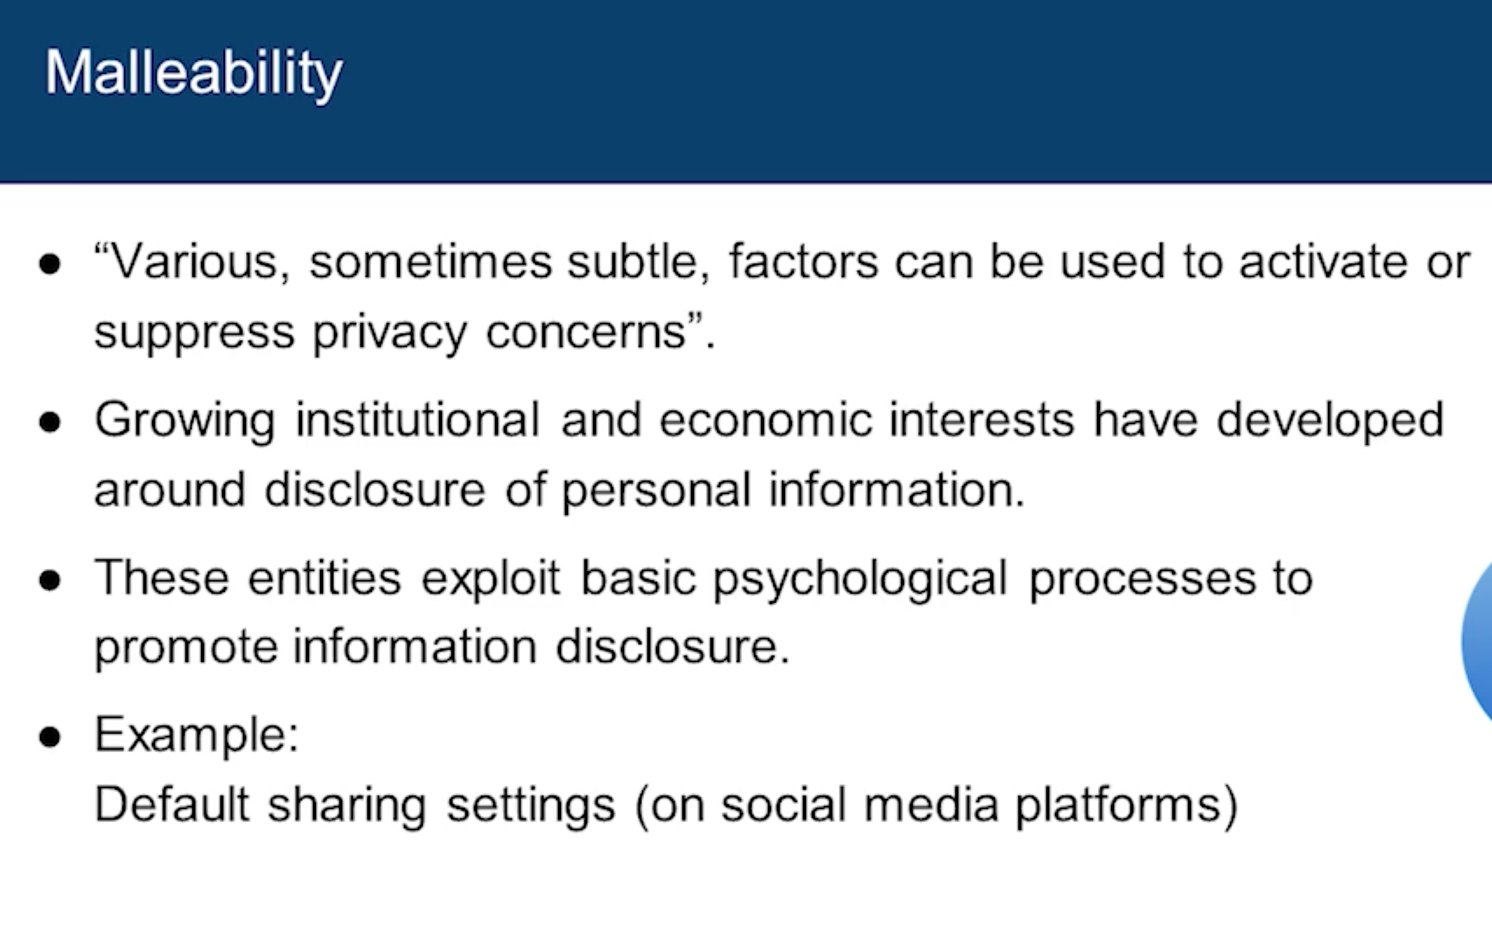 Malleability
● “Various, sometimes subtle, factors can be used to activate or
suppress privacy concerns”.
● Growing institutional and economic interests have developed
around disclosure of personal information.
● These entities exploit basic psychological processes to
promote information disclosure.
● Example:
Default sharing settings (on social media platforms)